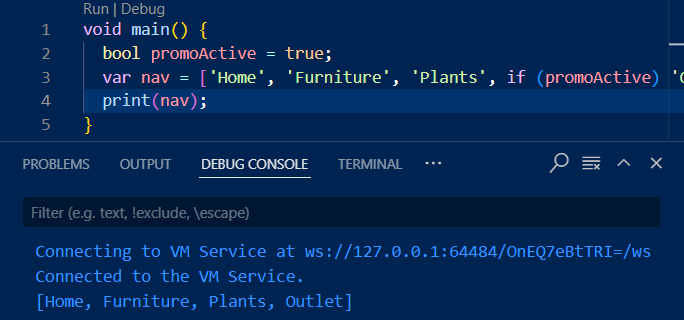 Run | Debug
1 void main() {
2 bool promoActive = true;
3 var nav = ['Home', 'Furniture', 'Plants', if (promoActive) '
4 print(nav);
5 }
PROBLEMS OUTPUT DEBUG CONSOLE TERMINAL ···
Filter (e.g. text, !exclude, \escape)
Connecting to VM Service at ws://127.0.0.1:64484/OnEQ7eBtTRI=/ws
Connected to the VM Service.
[Home, Furniture, Plants, Outlet]